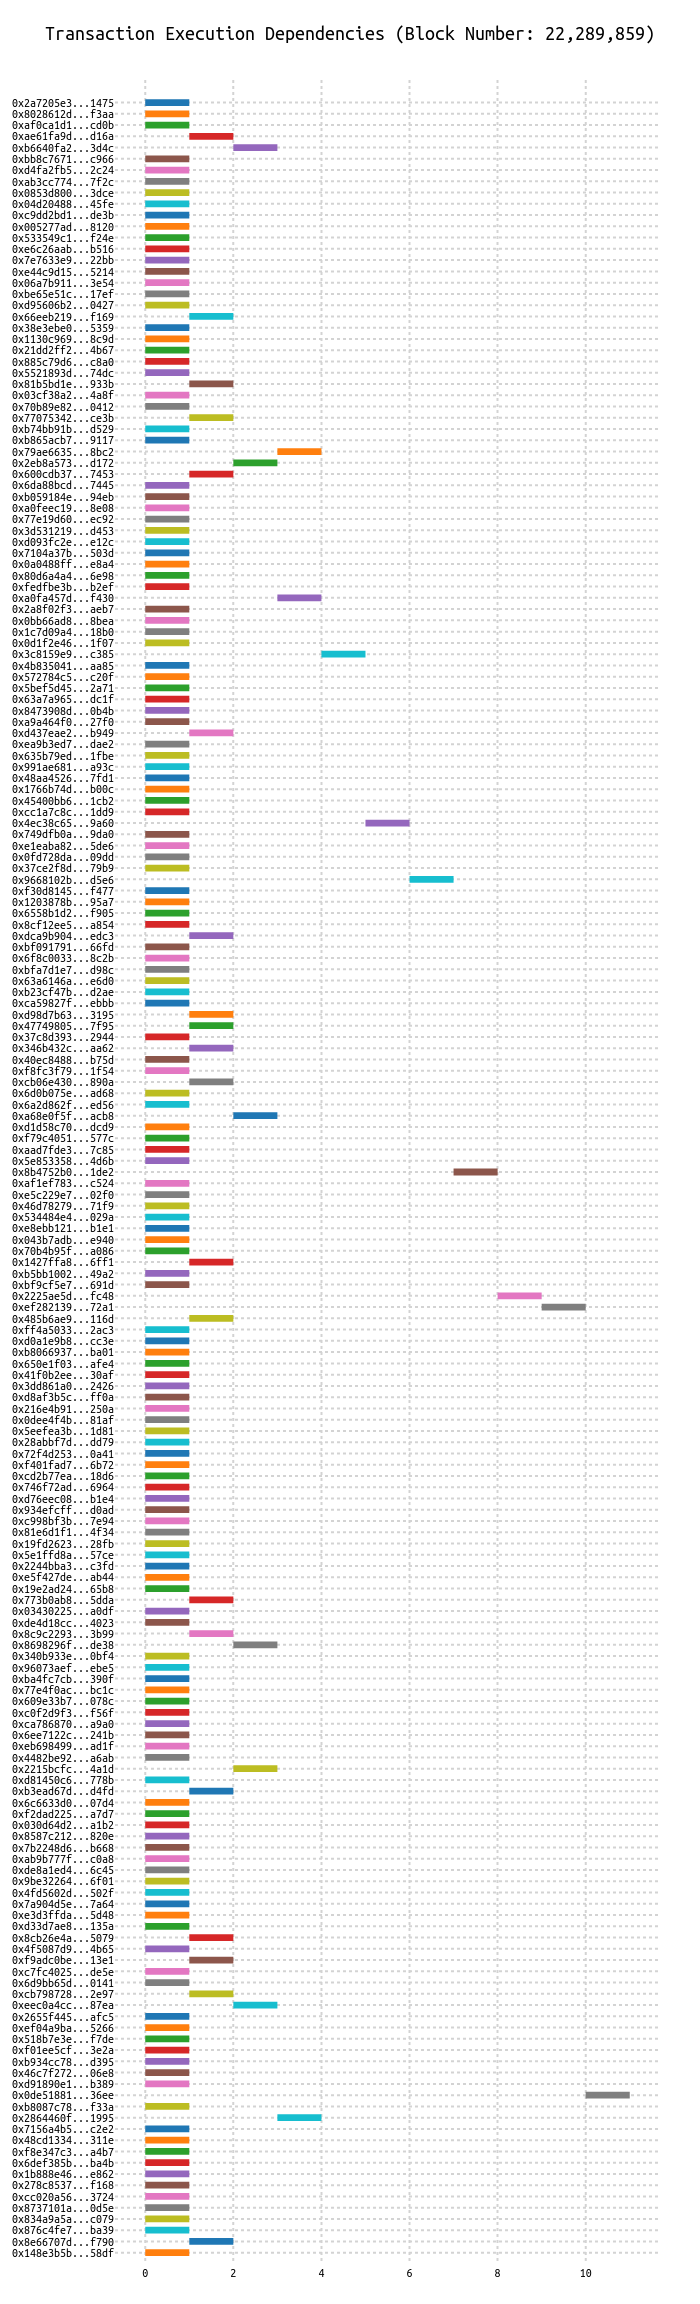 Transaction Execution Dependencies (Block Number: 22,289,859)
0x2a7205e3...1475
0x8028612d...f3aa
0xaf0ca1d1...cd0b
0xae61fa9d...d16a
0xb6640fa2...3d4c
0xbb8c7671...c966
0xd4fa2fb5...2c24
0xab3cc774...7f2c
0x0853d800...3dce
0x04d20488...45fe
0xc9dd2bd1...de3b
0x005277ad...8120
0x533549c1...f24e
0xe6c26aab...b516
0x7e7633e9...22bb
0xe44c9d15...5214
0x06a7b911...3e54
0xbe65e51c...17ef
0xd95606b2...0427
0x66eeb219...f169
0x38e3ebe0...5359
0x1130c969...8c9d
0x21dd2ff2...4b67
0x885c79d6...c8a0
0x5521893d...74dc
0x81b5bd1e...933b
0x03cf38a2...4a8f
0x70b89e82...0412
0x77075342...ce3b
0xb74bb91b...d529
0xb865acb7...9117
0x79ae6635...8bc2
0x2eb8a573...d172
0x600cdb37...7453
0x6da88bcd...7445
0xb059184e...94eb
0xa0feec19...8e08
0x77e19d60...ec92
0x3d531219...d453
0xd093fc2e...e12c
0x7104a37b...503d
0x0a0488ff...e8a4
0x80d6a4a4...6e98
0xfedfbe3b...b2ef
0xa0fa457d...f430
0x2a8f02f3...aeb7
0x0bb66ad8...8bea
0x1c7d09a4...18b0
0x0d1f2e46...1f07
0x3c8159e9...c385
0x4b835041...aa85
0x572784c5...c20f
0x5bef5d45...2a71
0x63a7a965...dc1f
0x8473908d...0b4b
0xa9a464f0...27f0
0xd437eae2...b949
0xea9b3ed7...dae2
0x635b79ed...1fbe
0x991ae681...a93c
0x48aa4526...7fd1
0x1766b74d...b00c
0x45400bb6...1cb2
0xcc1a7c8c...1dd9
0x4ec38c65...9a60
0x749dfb0a...9da0
0xe1eaba82...5de6
0x0fd728da...09dd
0x37ce2f8d...79b9
0x9668102b...d5e6
0xf30d8145...f477
0x1203878b...95a7
0x6558b1d2...f905
0x8cf12ee5...a854
0xdca9b904...edc3
0xbf091791...66fd
0x6f8c0033...8c2b
0xbfa7d1e7...d98c
0x63a6146a...e6d0
0xb23cf47b...d2ae
0xca59827f...ebbb
0xd98d7b63...3195
0x47749805...7f95
0x37c8d393...2944
0x346b432c...aa62
0x40ec8488...b75d
0xf8fc3f79...1f54
0xcb06e430...890a
0x6d0b075e...ad68
0x6a2d862f...ed56
0xa68e0f5f...acb8
0xd1d58c70...dcd9
0xf79c4051...577c
0xaad7fde3...7c85
0x5e853358...4d6b
0x8b4752b0...1de2
0xaf1ef783...c524
0xe5c229e7...02f0
0x46d78279...71f9
0x534484e4...029a
0xe8ebb121...b1e1
0x043b7adb...e940
0x70b4b95f...a086
0x1427ffa8...6ff1
0xb5bb1002...49a2
0xbf9cf5e7...691d
0x2225ae5d...fc48
0xef282139...72a1
0x485b6ae9...116d
0xff4a5033...2ac3
0xd0a1e9b8...cc3e
0xb8066937...ba01
0x650e1f03...afe4
0x41f0b2ee...30af
0x3dd861a0...2426
0xd8af3b5c...ff0a
0x216e4b91...250a
0x0dee4f4b...81af
0x5eefea3b...1d81
0x28abbf7d...dd79
0x72f4d253...0a41
0xf401fad7...6b72
0xcd2b77ea...18d6
0x746f72ad...6964
0xd76eec08...b1e4
0x934efcff...d0ad
0xc998bf3b...7e94
0x81e6d1f1...4f34
0x19fd2623...28fb
0x5e1ffd8a...57ce
0x2244bba3...c3fd
0xe5f427de...ab44
0x19e2ad24...65b8
0x773b0ab8...5dda
0x03430225...a0df
0xde4d18cc...4023
0x8c9c2293...3b99
0x8698296f...de38
0x340b933e...0bf4
0x96073aef...ebe5
0xba4fc7cb...390f
0x77e4f0ac...bc1c
0x609e33b7...078c
0xc0f2d9f3...f56f
0xca786870...a9a0
0x6ee7122c...241b
0xeb698499...ad1f
0x4482be92...a6ab
0x2215bcfc...4a1d
0xd81450c6...778b
0xb3ead67d...d4fd
0x6c6633d0...07d4
0xf2dad225...a7d7
0x030d64d2...a1b2
0x8587c212...820e
0x7b2248d6...b668
0xab9b777f...c0a8
0xde8a1ed4...6c45
0x9be32264...6f01
0x4fd5602d...502f
0x7a904d5e...7a64
0xe3d3ffda...5d48
0xd33d7ae8...135a
0x8cb26e4a...5079
0x4f5087d9...4b65
0xf9adc0be...13e1
0xc7fc4025...de5e
0x6d9bb65d...0141
0xcb798728...2e97
0xeec0a4cc...87ea
0x2655f445...afc5
0xef04a9ba...5266
0x518b7e3e...f7de
0xf01ee5cf...3e2a
0xb934cc78...d395
0x46c7f272...06e8
0xd91890e1...b389
0x0de51881...36ee
0xb8087c78...f33a
0x2864460f...1995
0x7156a4b5...c2e2
0x48cd1334...311e
0xf8e347c3...a4b7
0x6def385b...ba4b
0x1b888e46...e862
0x278c8537...f168
0xcc020a56...3724
0x8737101a...0d5e
0x834a9a5a...c079
0x876c4fe7...ba39
0x8e66707d...f790
0x148e3b5b...58df
0 2 4 6 8 10